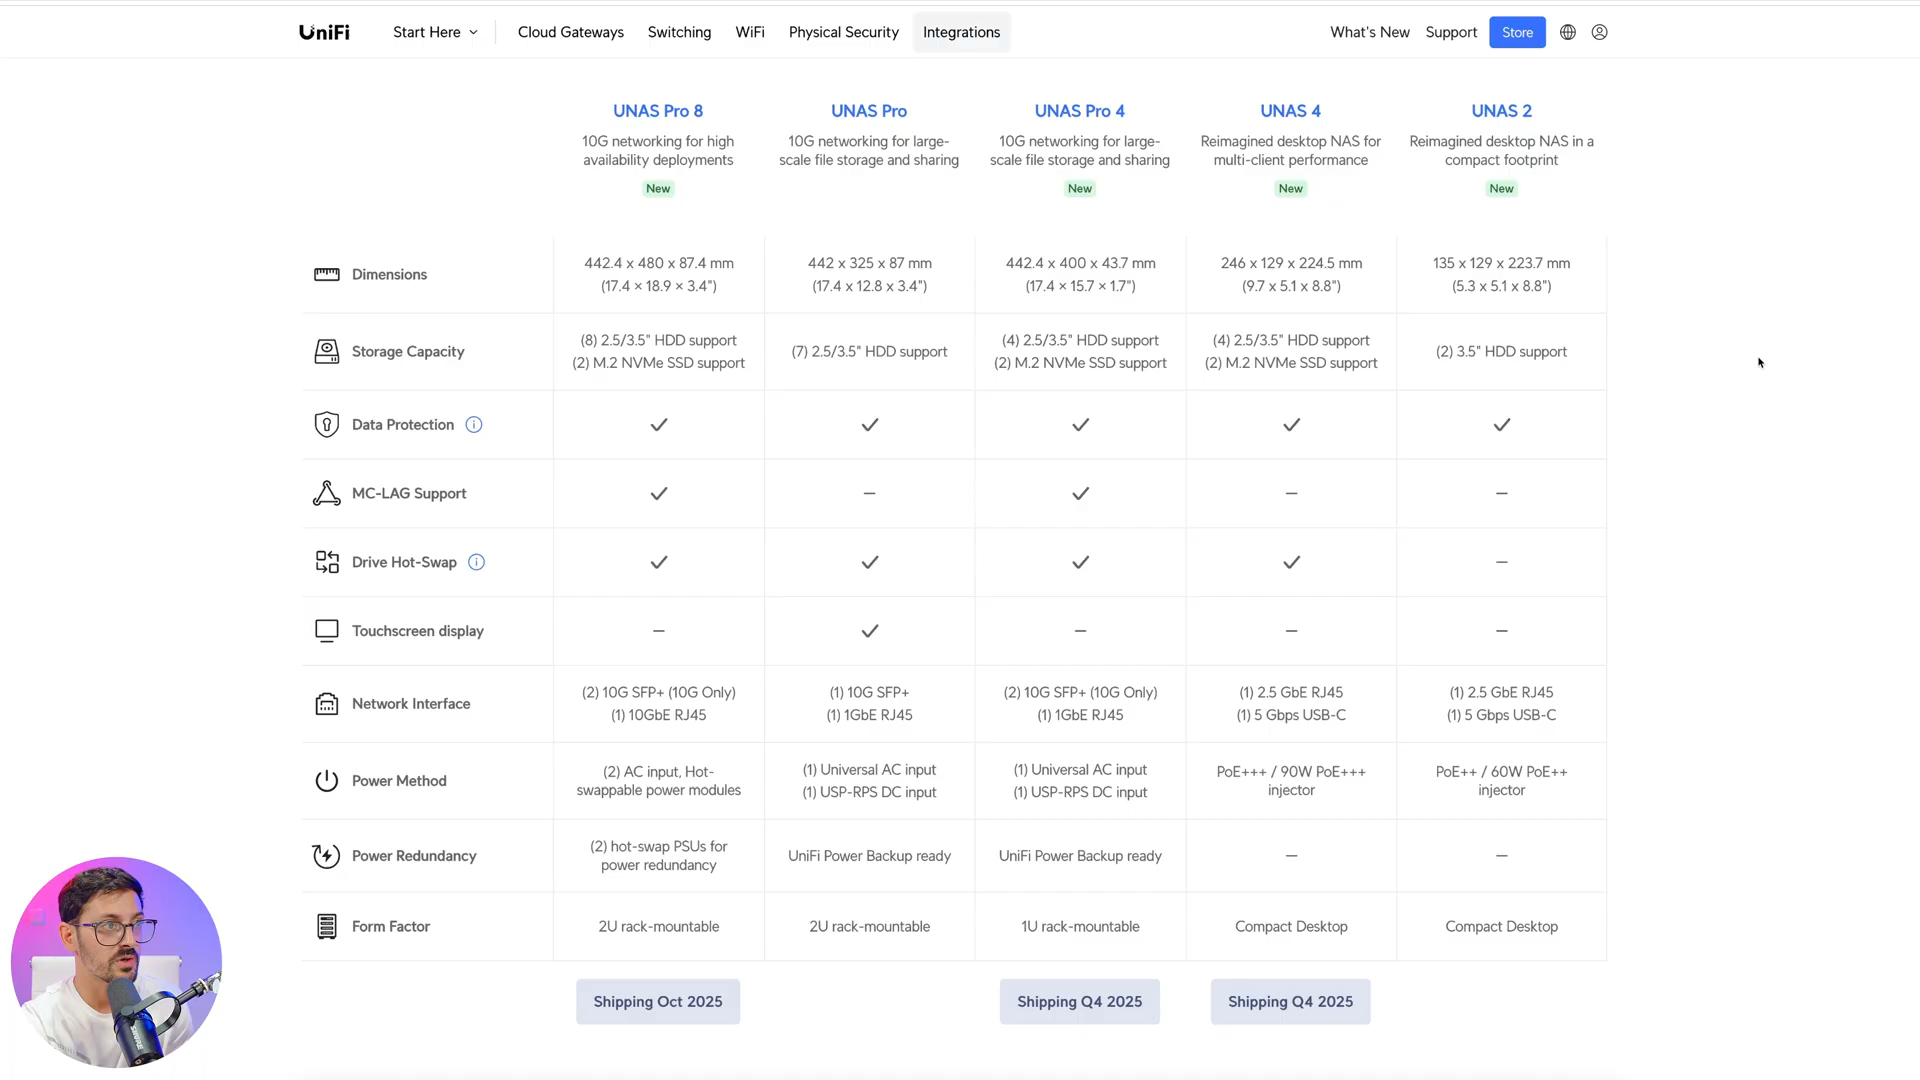 UniFi
Start Here
Cloud Gateways
Switching
WiFi
Physical Security
Integrations
What's New
Support
Store
UNAS Pro 8
10G networking for high
availability deployments
New
UNAS Pro
10G networking for large-
scale file storage and sharing
UNAS Pro 4
10G networking for large-
scale file storage and sharing
New
UNAS 4
Reimagined desktop NAS for
multi-client performance
New
UNAS 2
Reimagined desktop NAS in a
compact footprint
New
Dimensions
442.4 x 480 x 87.4 mm
(17.4 × 18.9 × 3.4")
442 x 325 x 87 mm
(17.4 x 12.8 x 3.4")
442.4 x 400 x 43.7 mm
(17.4 × 15.7 × 1.7")
246 x 129 x 224.5 mm
(9.7 x 5.1 x 8.8")
135 x 129 x 223.7 mm
(5.3 x 5.1 x 8.8")
Storage Capacity
(8) 2.5/3.5" HDD support
(2) M.2 NVMe SSD support
(7) 2.5/3.5" HDD support
(4) 2.5/3.5" HDD support
(2) M.2 NVMe SSD support
(4) 2.5/3.5" HDD support
(2) M.2 NVMe SSD support
(2) 3.5" HDD support
Data Protection
MC-LAG Support
Drive Hot-Swap
Touchscreen display
Network Interface
(2) 10G SFP+ (10G Only)
(1) 10GbE RJ45
(1) 10G SFP+
(1) 1GbE RJ45
(2) 10G SFP+ (10G Only)
(1) 1GbE RJ45
(1) 2.5 GbE RJ45
(1) 5 Gbps USB-C
(1) 2.5 GbE RJ45
(1) 5 Gbps USB-C
Power Method
(2) AC input, Hot-
swappable power modules
(1) Universal AC input
(1) USP-RPS DC input
(1) Universal AC input
(1) USP-RPS DC input
PoE+++ / 90W PoE+++
injector
PoE++ / 60W PoE++
injector
Power Redundancy
(2) hot-swap PSUs for
power redundancy
UniFi Power Backup ready
UniFi Power Backup ready
Form Factor
2U rack-mountable
2U rack-mountable
1U rack-mountable
Compact Desktop
Compact Desktop
Shipping Oct 2025
Shipping Q4 2025
Shipping Q4 2025
SHURE